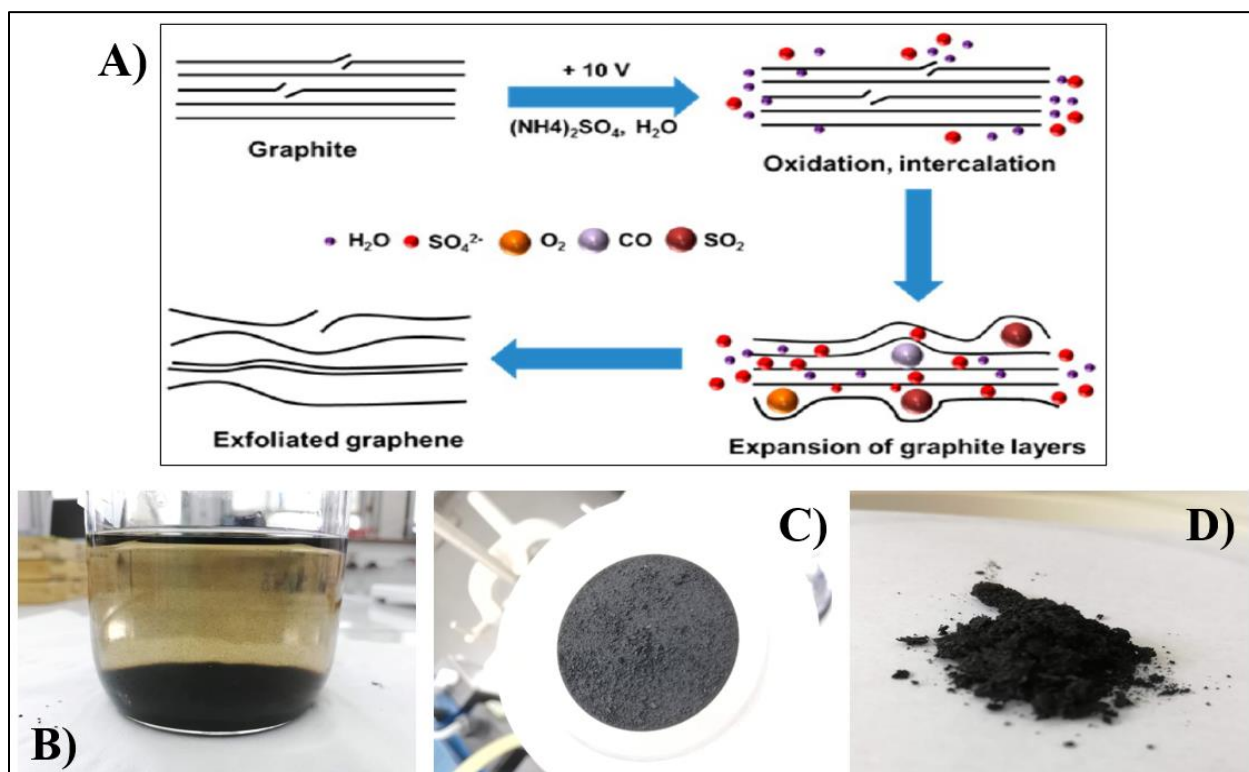 A)
Graphite
+ 10 V
(NH4)₂SO₄, H₂O
Oxidation, intercalation
H₂O SO₄²⁻ O₂ CO SO₂
Exfoliated graphene
Expansion of graphite layers
B)
C)
D)